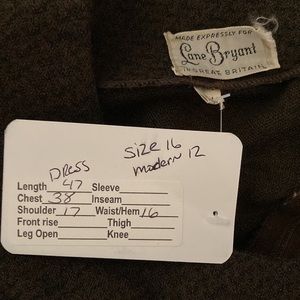 MADE EXPRESSLY FOR
Lane Bryant
IN GREAT BRITAIN
DRESS
SIZE 16
modern 12
Length 47 Sleeve
Chest 38 Inseam
Shoulder 17 Waist/Hem 16
Front rise Thigh
Leg Open Knee